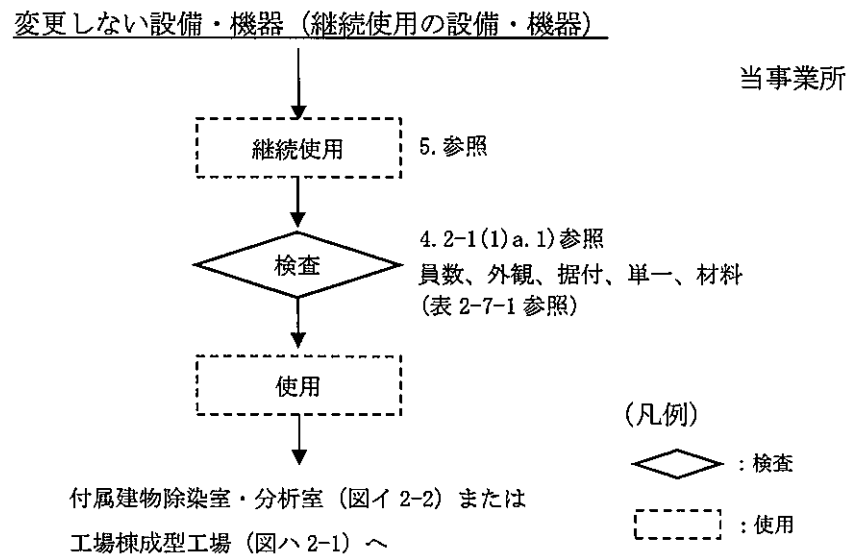 変更しない設備・機器（継続使用の設備・機器）
当事業所
継続使用
5. 参照
検査
4. 2-1(1)a. 1)参照
員数、外観、据付、単一、材料
(表 2-7-1 参照)
使用
付属建物除染室・分析室（図イ 2-2）または
工場棟成型工場（図ハ 2-1）へ
(凡例)
：検査
：使用